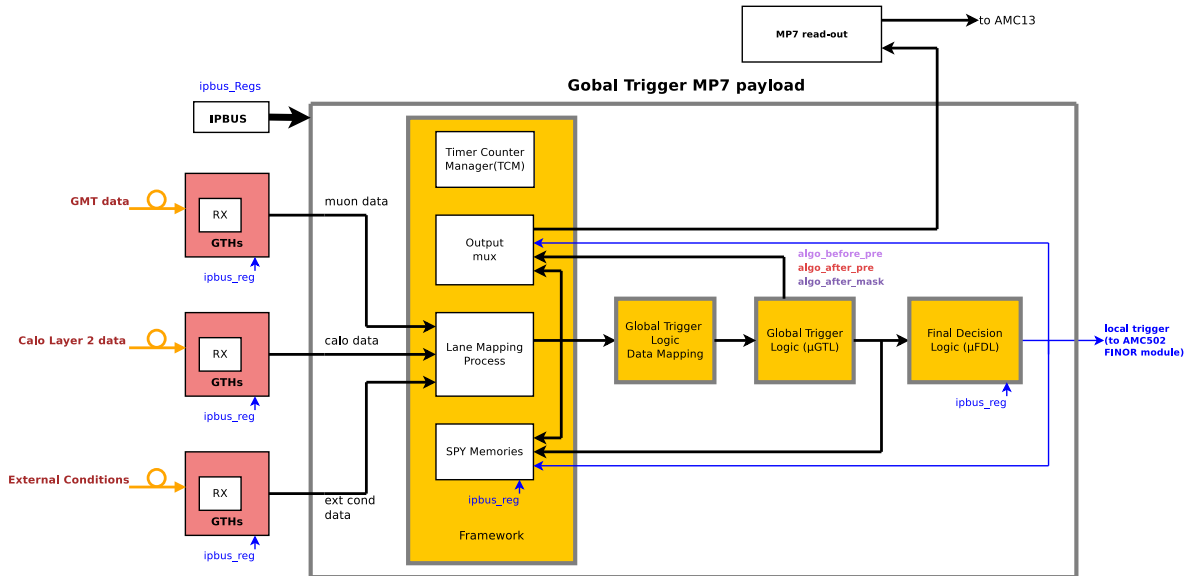 to AMC13
MP7 read-out
Gobal Trigger MP7 payload
ipbus_Regs
IPBUS
Timer Counter
Manager(TCM)
GMT data
RX
GTHs
ipbus_reg
muon data
Output
mux
algo_before_pre
algo_after_pre
algo_after_mask
Calo Layer 2 data
RX
GTHs
ipbus_reg
calo data
Lane Mapping
Process
Global Trigger
Logic
Data Mapping
Global Trigger
Logic (µGTL)
Final Decision
Logic (µFDL)
ipbus_reg
local trigger
(to AMC502
FINOR module)
External Conditions
RX
GTHs
ipbus_reg
ext cond
data
SPY Memories
ipbus_reg
Framework